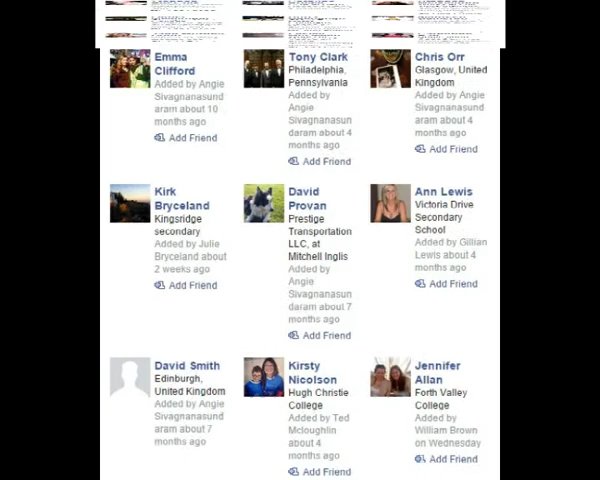 Emma
Clifford
Added by Angie
Sivagnanasund
aram about 10
months ago
Add Friend
Tony Clark
Philadelphia,
Pennsylvania
Added by
Angie
Sivagnanasun
daram about 4
months ago
Add Friend
Chris Orr
Glasgow, United
Kingdom
Added by Angie
Sivagnanasund
aram about 4
months ago
Add Friend
Kirk
Bryceland
Kingsridge
secondary
Added by Julie
Bryceland about
2 weeks ago
Add Friend
David
Provan
Prestige
Transportation
LLC, at
Mitchell Inglis
Added by
Angie
Sivagnanasun
daram about 7
months ago
Add Friend
Ann Lewis
Victoria Drive
Secondary
School
Added by Gillian
Lewis about 4
months ago
Add Friend
David Smith
Edinburgh,
United Kingdom
Added by Angie
Sivagnanasund
aram about 7
months ago
Kirsty
Nicolson
Hugh Christie
College
Added by Ted
Mcloughlin
about 4
months ago
Add Friend
Jennifer
Allan
Forth Valley
College
Added by
William Brown
on Wednesday
Add Friend